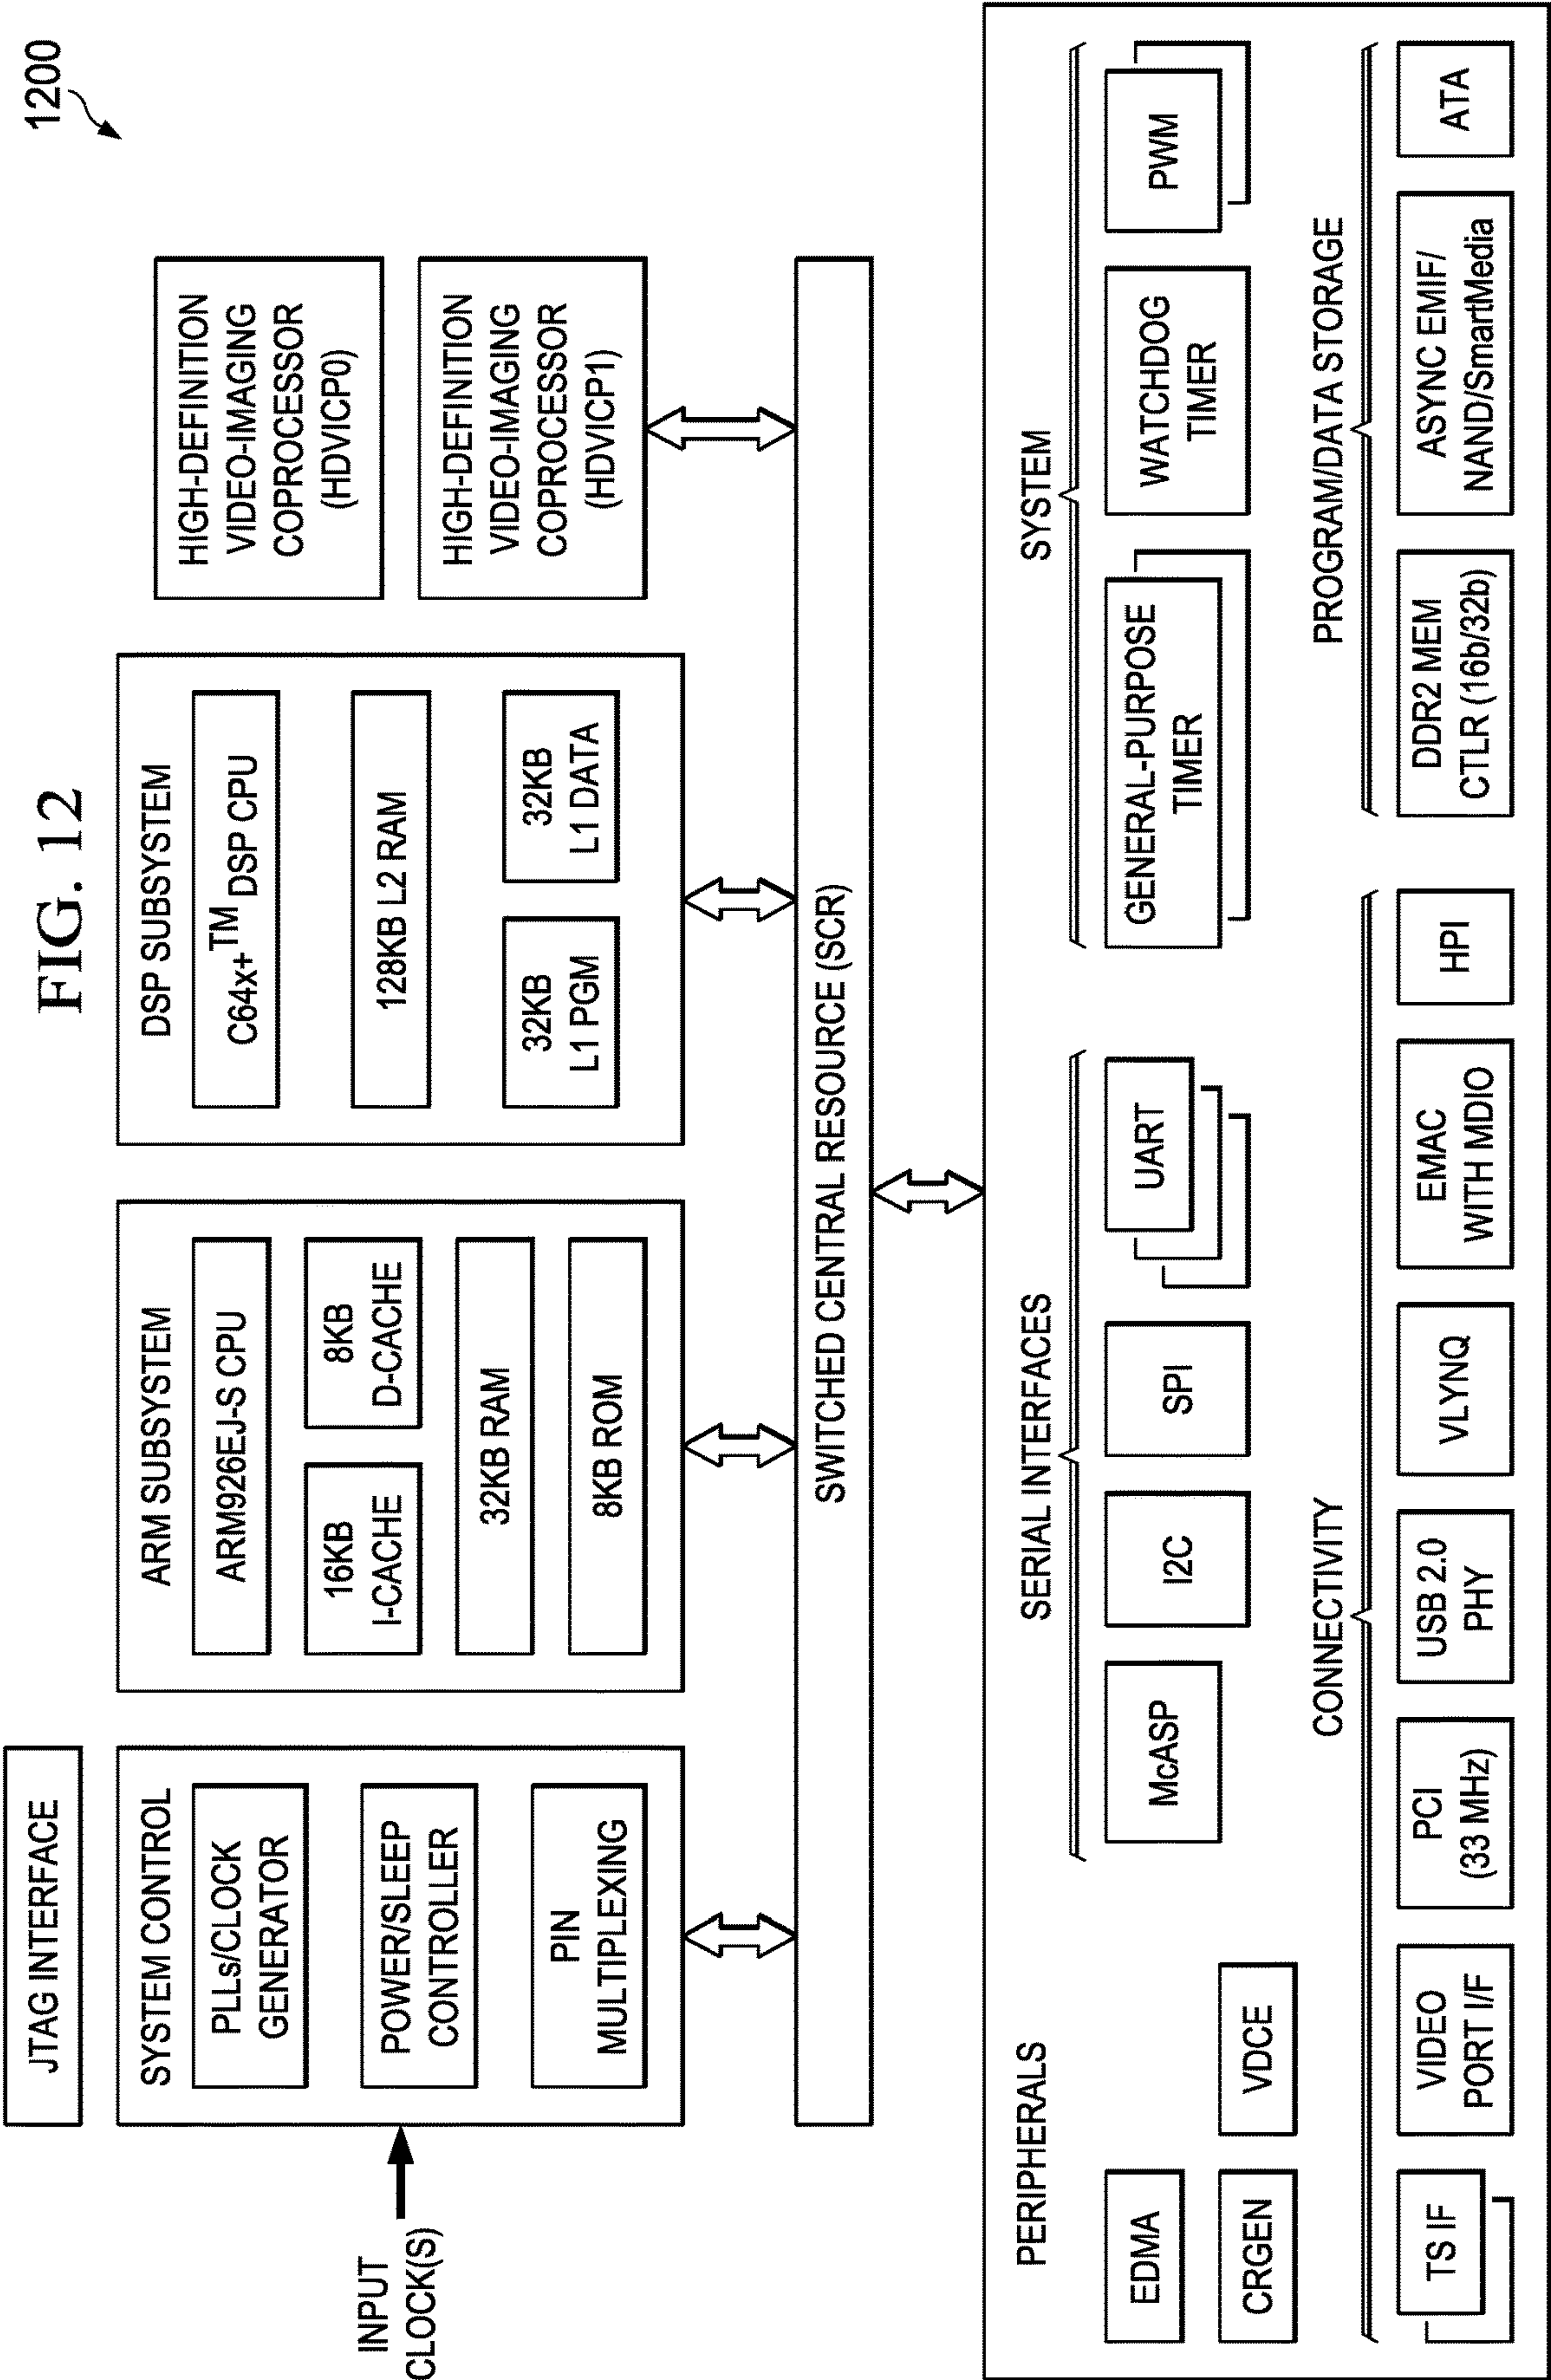 FIG. 12
1200
JTAG INTERFACE
SYSTEM CONTROL
PLLs/CLOCK
GENERATOR
POWER/SLEEP
CONTROLLER
PIN
MULTIPLEXING
INPUT
CLOCK(S)
ARM SUBSYSTEM
ARM926EJ-S CPU
16KB
I-CACHE
8KB
D-CACHE
32KB RAM
8KB ROM
DSP SUBSYSTEM
C64x+TM DSP CPU
128KB L2 RAM
32KB
L1 PGM
32KB
L1 DATA
HIGH-DEFINITION
VIDEO-IMAGING
COPROCESSOR
(HDVICP0)
HIGH-DEFINITION
VIDEO-IMAGING
COPROCESSOR
(HDVICP1)
SWITCHED CENTRAL RESOURCE (SCR)
PERIPHERALS
EDMA
CRGEN
VDCE
SERIAL INTERFACES
McASP
I2C
SPI
UART
SYSTEM
GENERAL-PURPOSE
TIMER
WATCHDOG
TIMER
PWM
CONNECTIVITY
TS IF
VIDEO
PORT I/F
PCI
(33 MHz)
USB 2.0
PHY
VLYNQ
EMAC
WITH MDIO
HPI
PROGRAM/DATA STORAGE
DDR2 MEM
CTLR (16b/32b)
ASYNC EMIF/
NAND/SmartMedia
ATA